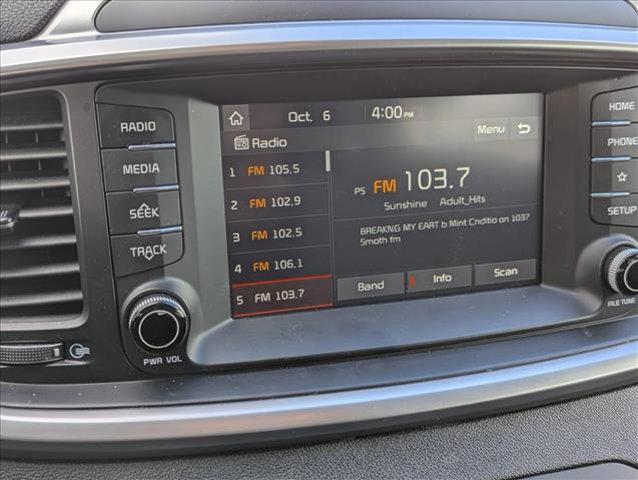 Oct. 6 4:00 PM
Radio Menu
1 FM 105.5
2 FM 102.9
3 FM 102.5
4 FM 106.1
5 FM 103.7
PS FM 103.7
Sunshine Adult_Hits
BREAKNG MY EART b Mint Cnditio on 1037
Smoth fm
Band Info Scan
RADIO
MEDIA
SEEK
TRACK
PWR VOL
HOME
PHONE
SETUP
FILE TUNE